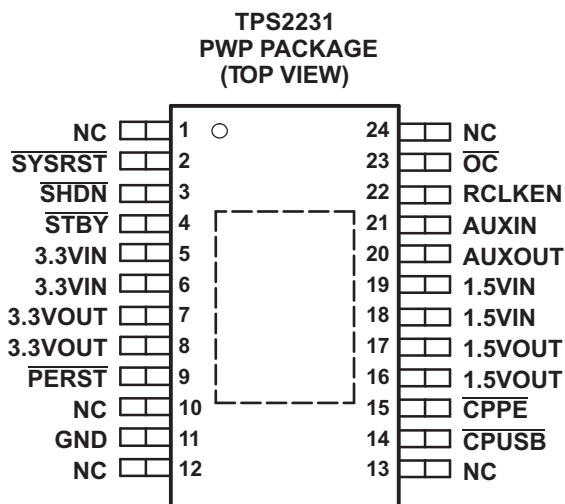 TPS2231
PWP PACKAGE
(TOP VIEW)
NC 1 24 NC
SYSRST 2 23 OC
SHDN 3 22 RCLKEN
STBY 4 21 AUXIN
3.3VIN 5 20 AUXOUT
3.3VIN 6 19 1.5VIN
3.3VOUT 7 18 1.5VIN
3.3VOUT 8 17 1.5VOUT
PERST 9 16 1.5VOUT
NC 10 15 CPPE
GND 11 14 CPUSB
NC 12 13 NC